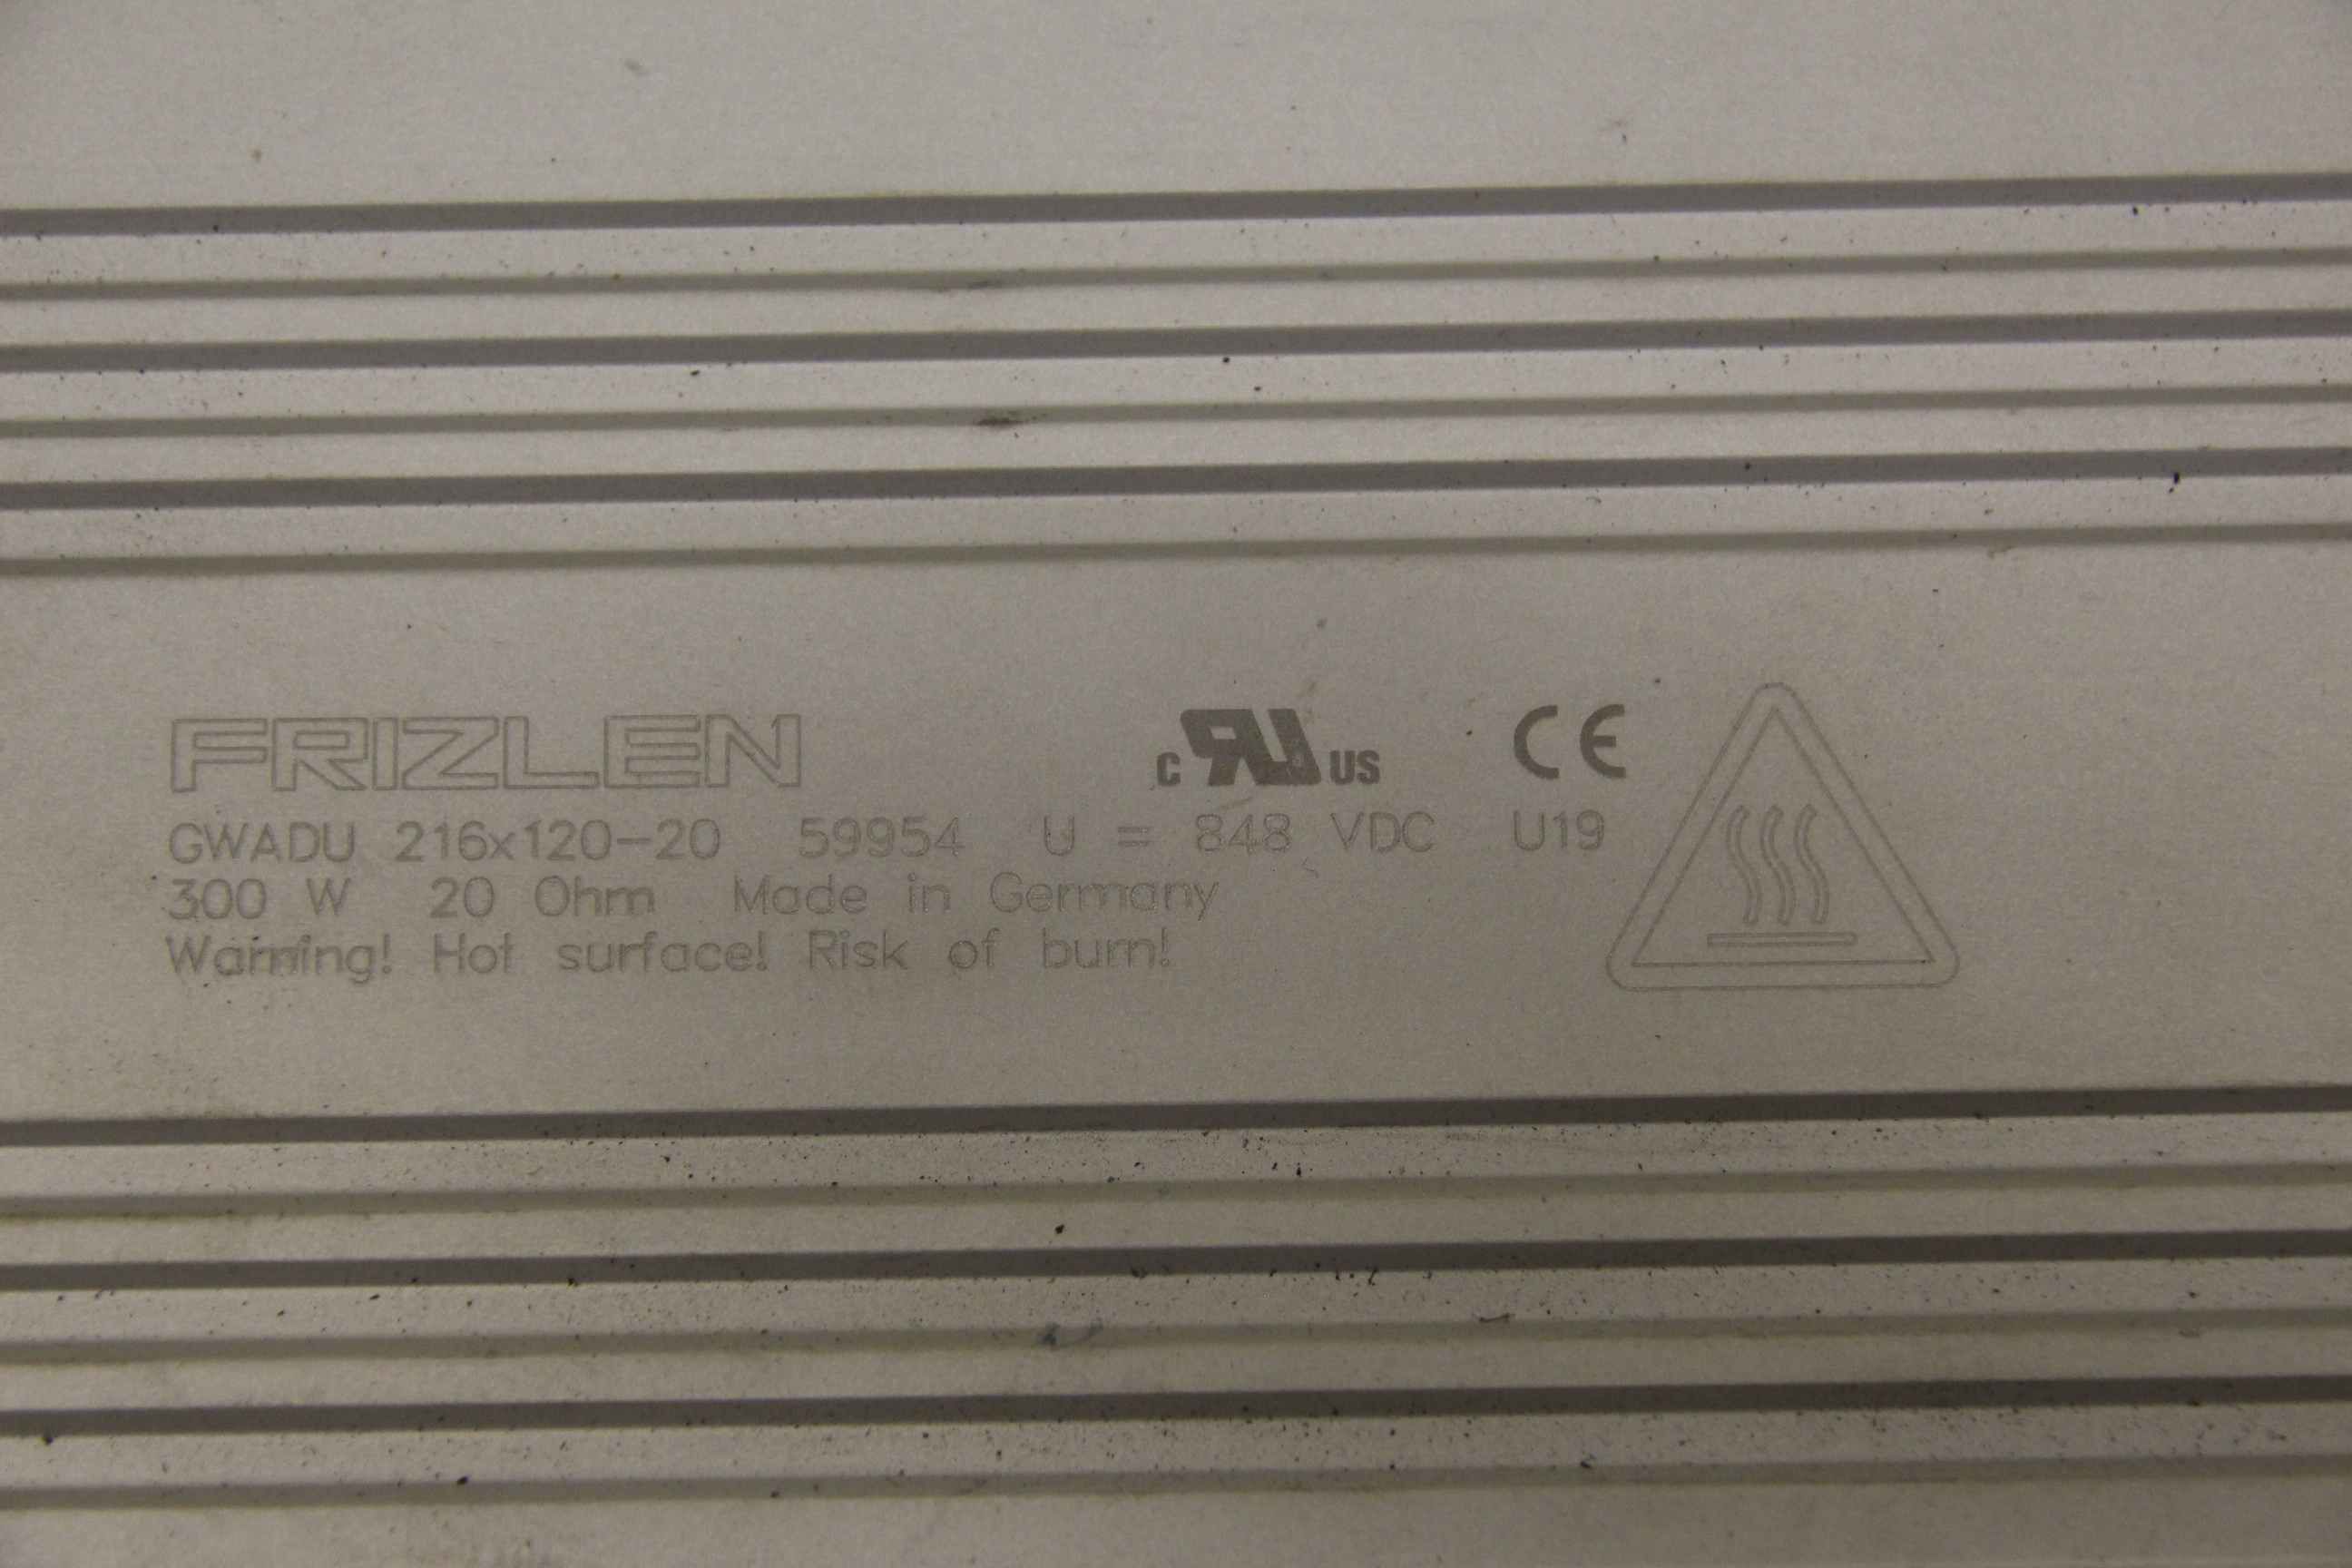 FRIZLEN c RU US CE
GWADU 216x120-20 59954 U = 848 VDC U19
300 W 20 Ohm Made in Germany
Warning! Hot surface! Risk of burn!